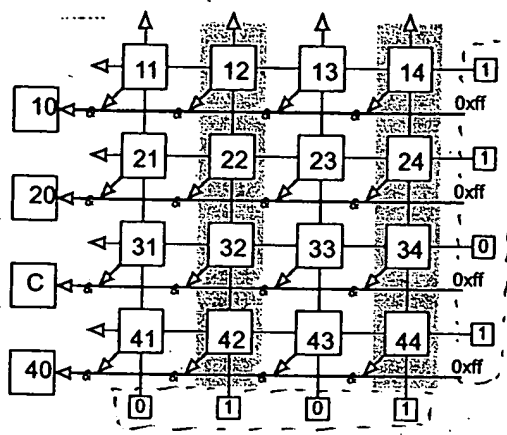 11 12 13 14 1
0xff
10 & & & &
21 22 23 24 1
0xff
20 & & & &
31 32 33 34 0
0xff
C & & & &
41 42 43 44 1
0xff
40 & & & &
0 1 0 1